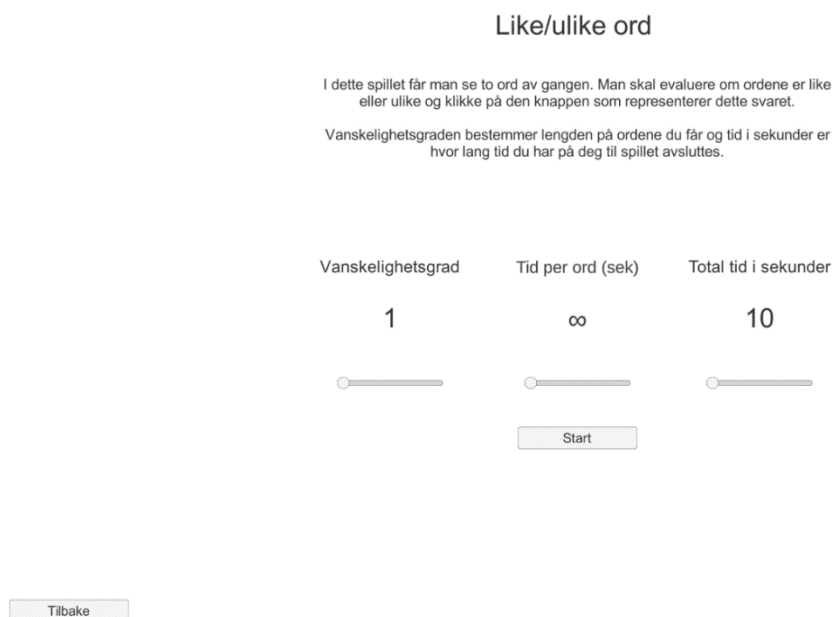 Like/ulike ord
I dette spillet får man se to ord av gangen. Man skal evaluere om ordene er like
eller ulike og klikke på den knappen som representerer dette svaret.
Vanskelighetsgraden bestemmer lengden på ordene du får og tid i sekunder er
hvor lang tid du har på deg til spillet avsluttes.
Vanskelighetsgrad Tid per ord (sek) Total tid i sekunder
1 ∞ 10
Start
Tilbake